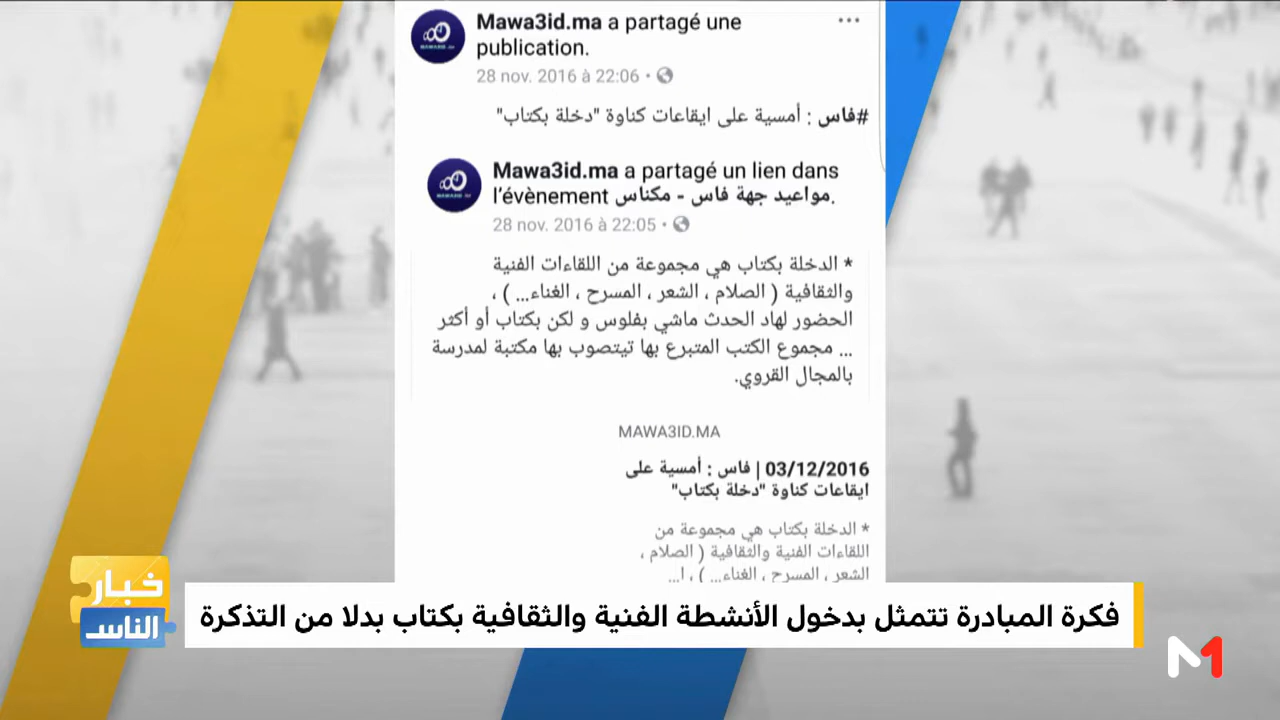 Mawa3id.ma a partagé une
publication.
28 nov. 2016 à 22:06
#فاس : أمسية على ايقاعات كناوة "دخلة بكتاب"
Mawa3id.ma a partagé un lien dans
l'évènement مواعيد جهة فاس - مكناس.
28 nov. 2016 à 22:05
* الدخلة بكتاب هي مجموعة من اللقاءات الفنية
والثقافية ( الصلام ، الشعر ، المسرح ، الغناء... ) ،
الحضور لهاد الحدث ماشي بفلوس و لكن بكتاب أو أكثر
... مجموع الكتب المتبرع بها تيتصوب بها مكتبة لمدرسة
بالمجال القروي.
MAWA3ID.MA
03/12/2016 | فاس : أمسية على
ايقاعات كناوة "دخلة بكتاب"
* الدخلة بكتاب هي مجموعة من
اللقاءات الفنية والثقافية ( الصلام ،
الشعر ، المسرح ، الغناء... ) ، ا...
خبار
الناس
فكرة المبادرة تتمثل بدخول الأنشطة الفنية والثقافية بكتاب بدلا من التذكرة
M1